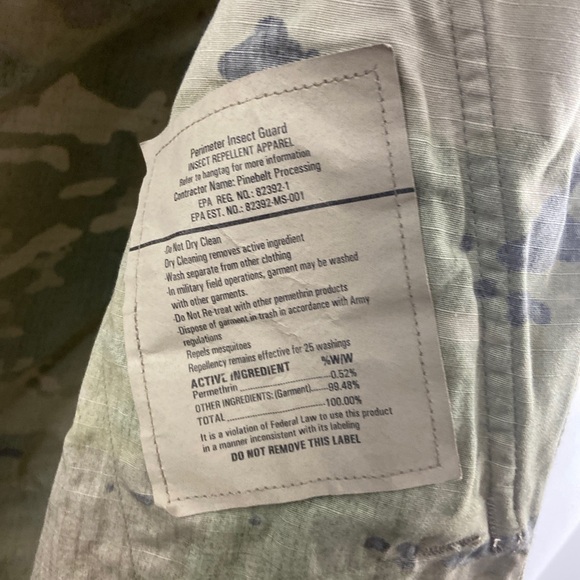 Perimeter Insect Guard
INSECT REPELLENT APPAREL
Refer to hangtag for more information
Contractor Name: Pinebelt Processing
EPA REG. NO.: 82392-1
EPA EST. NO.: 82392-MS-001
·Do Not Dry Clean
Dry Cleaning removes active ingredient
·Wash separate from other clothing
·In military field operations, garment may be washed
with other garments.
·Do Not Re-treat with other permethrin products
·Dispose of garment in trash in accordance with Army
regulations
Repels mosquitoes
Repellency remains effective for 25 washings
ACTIVE INGREDIENT %W/W
Permethrin 0.52%
OTHER INGREDIENTS: (Garment) 99.48%
TOTAL 100.00%
It is a violation of Federal Law to use this product
in a manner inconsistent with its labeling
DO NOT REMOVE THIS LABEL